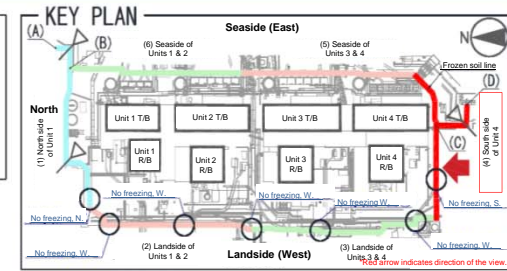 KEY PLAN
Seaside (East)
N
(A)
(B)
(6) Seaside of
Units 1 & 2
(5) Seaside of
Units 3 & 4
Frozen soil line
(D)
North
(1) North side
of Unit 1
Unit 1 T/B
Unit 2 T/B
Unit 3 T/B
Unit 4 T/B
(4) South side
of Unit 4
(C)
Unit 1
R/B
Unit 2
R/B
Unit 3
R/B
Unit 4
R/B
No freezing, W.
No freezing, W.
No freezing, S.
No freezing, N.
No freezing, W.
No freezing, W.
No freezing, W.
(2) Landside of
Units 1 & 2
Landside (West)
(3) Landside of
Units 3 & 4
*Red arrow indicates direction of the view.